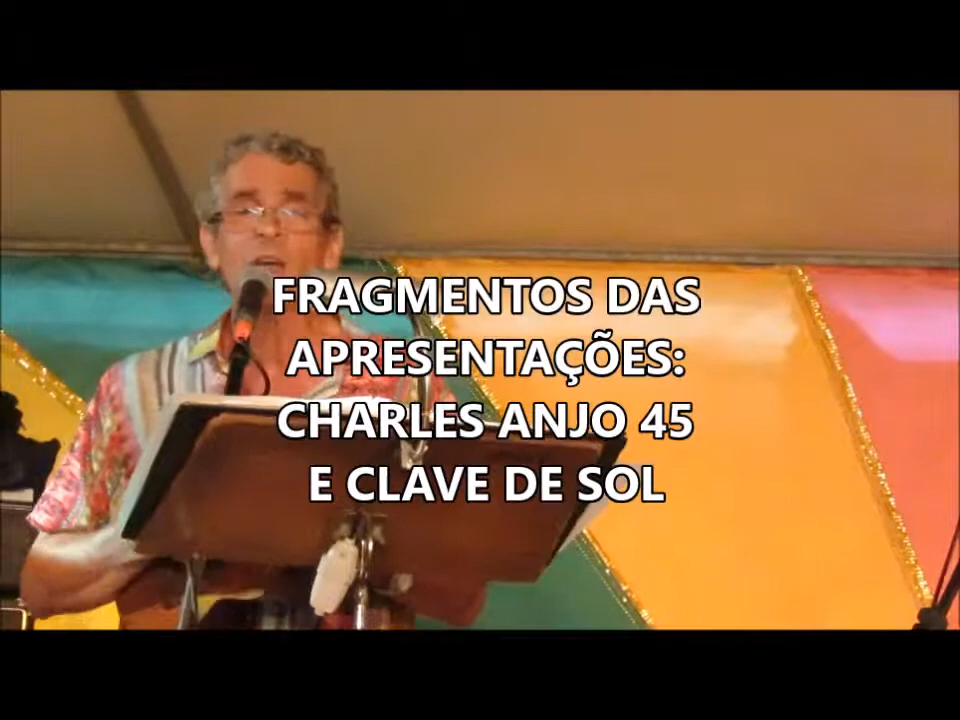 FRAGMENTOS DAS
APRESENTAÇÕES:
CHARLES ANJO 45
E CLAVE DE SOL